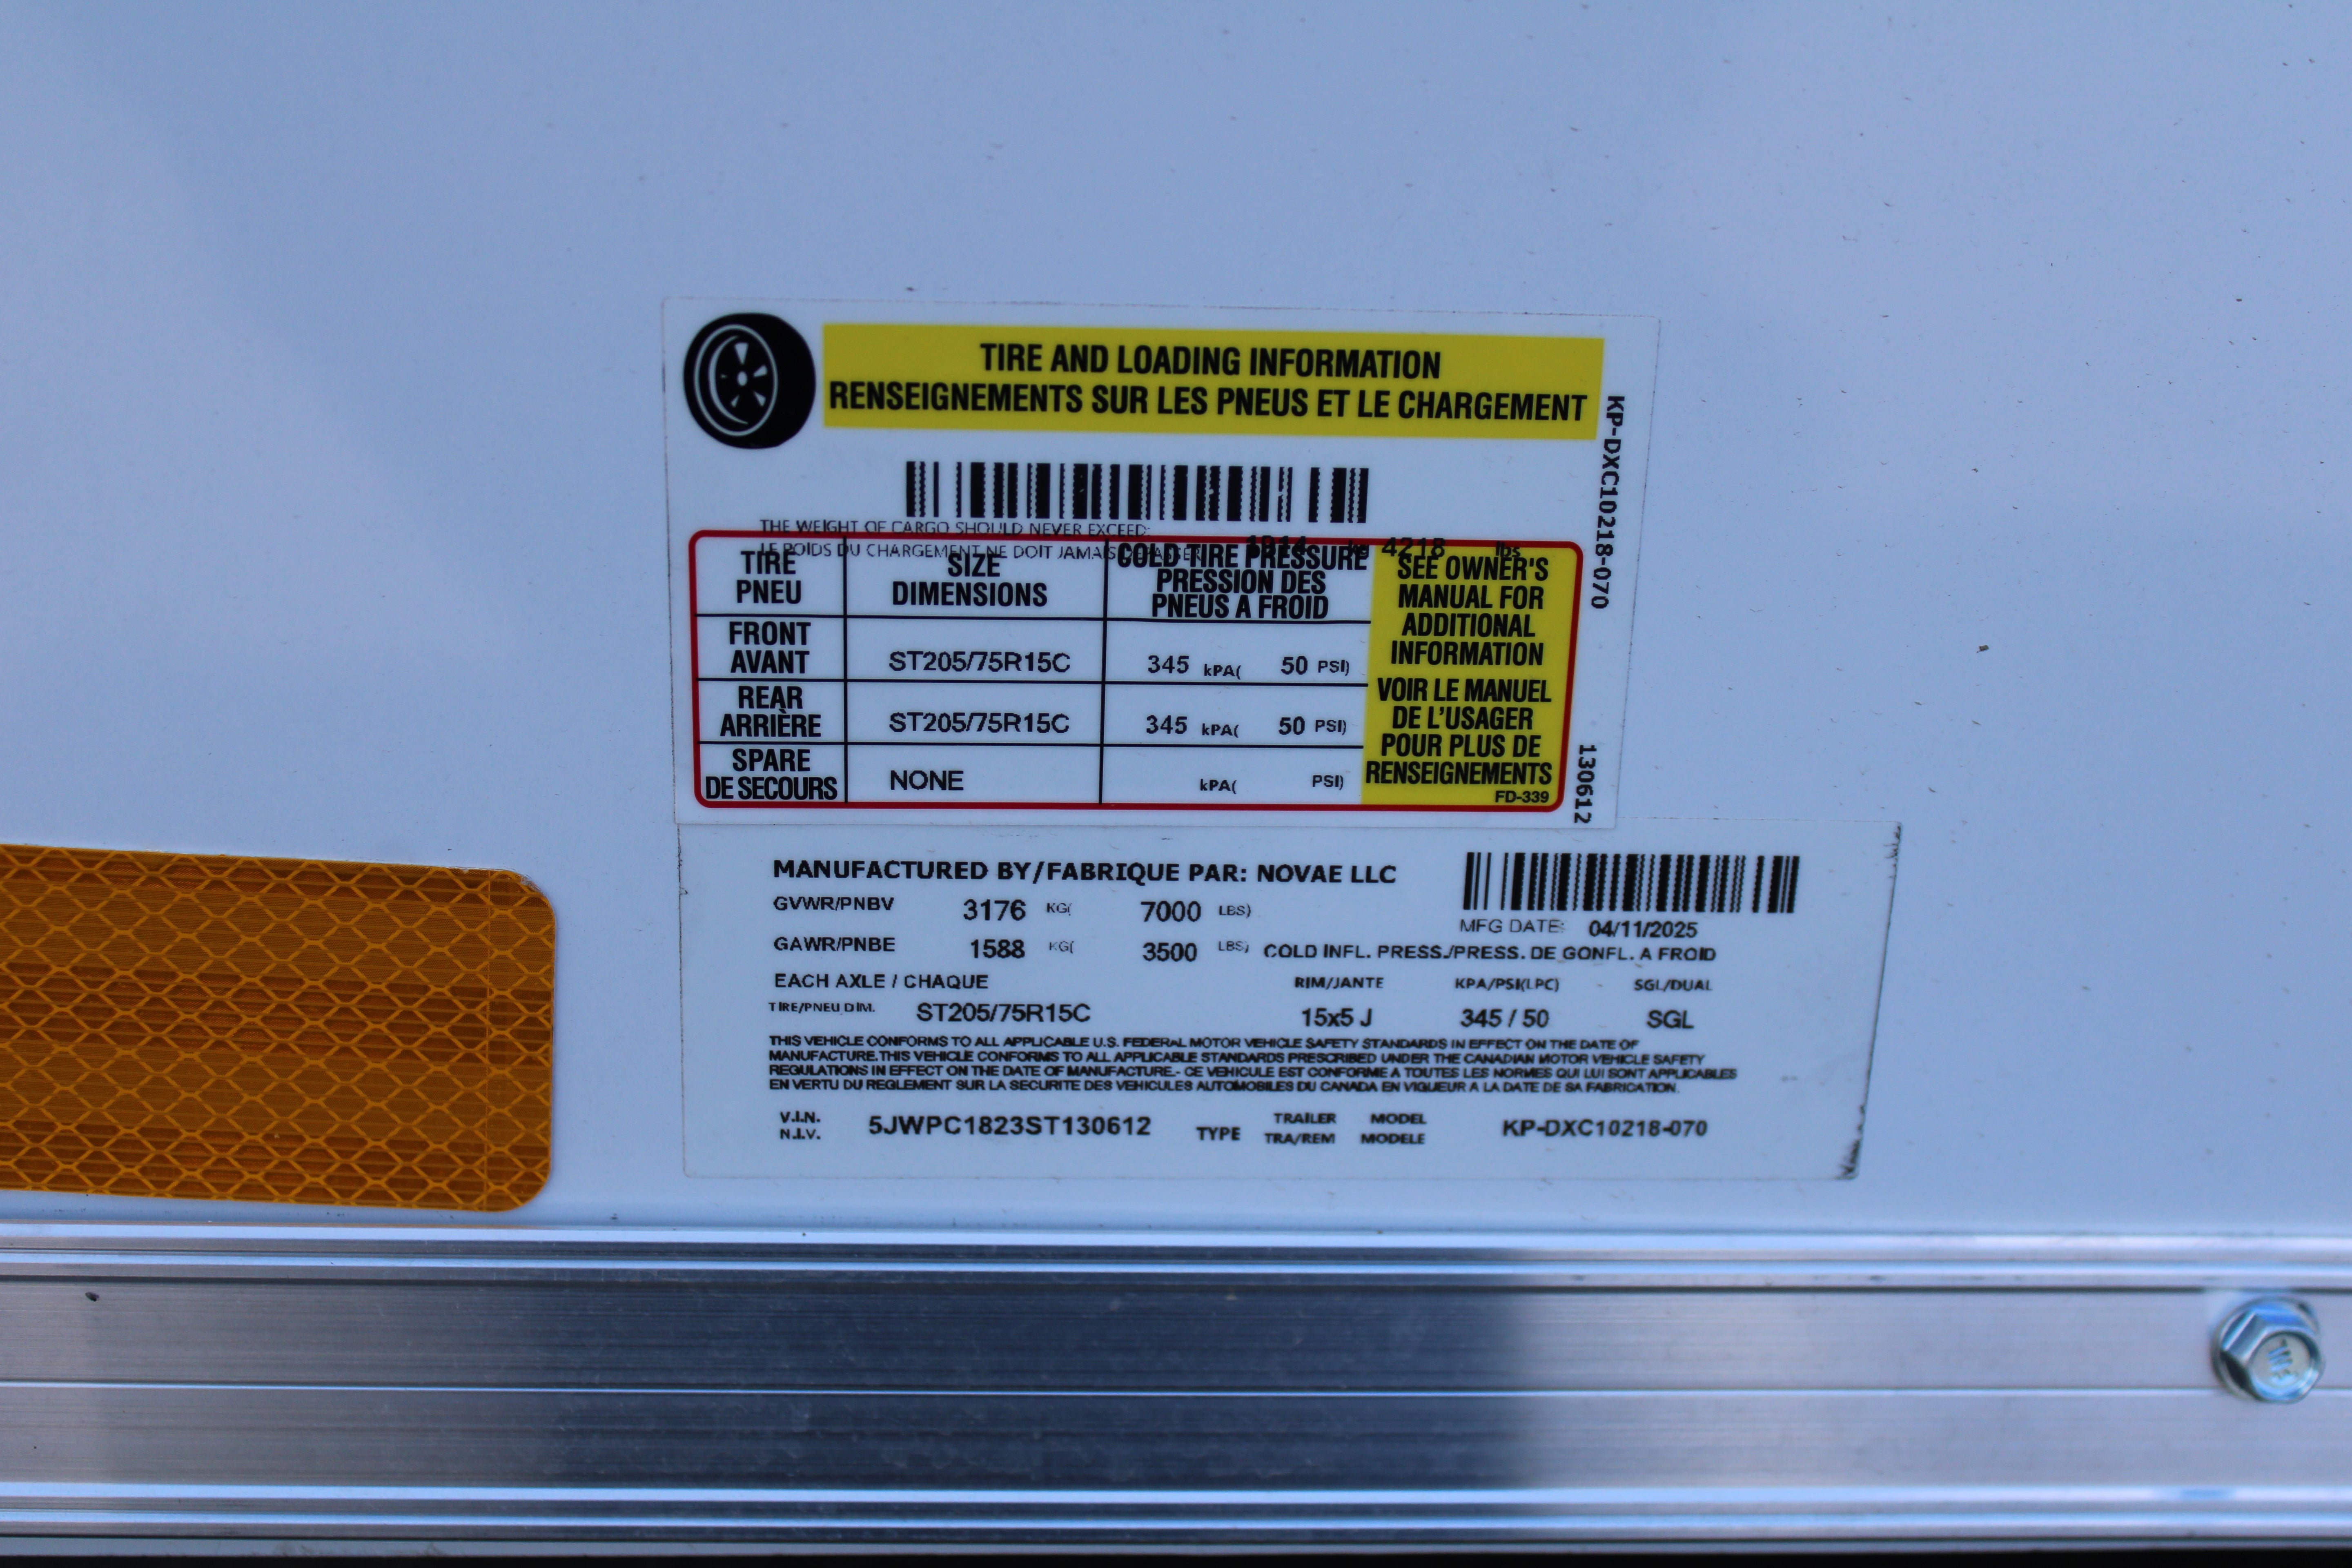 TIRE AND LOADING INFORMATION
RENSEIGNEMENTS SUR LES PNEUS ET LE CHARGEMENT
THE WEIGHT OF CARGO SHOULD NEVER EXCEED:
LE POIDS DU CHARGEMENT NE DOIT JAMAIS DÉPASSER 4218 lbs
TIRE
PNEU
SIZE
DIMENSIONS
COLD TIRE PRESSURE
PRESSION DES
PNEUS A FROID
FRONT
AVANT
ST205/75R15C
345 kPA( 50 PSI)
REAR
ARRIÈRE
ST205/75R15C
345 kPA( 50 PSI)
SPARE
DE SECOURS
NONE
kPA( PSI)
SEE OWNER'S
MANUAL FOR
ADDITIONAL
INFORMATION
VOIR LE MANUEL
DE L'USAGER
POUR PLUS DE
RENSEIGNEMENTS
FD-339
KP-DXC10218-070
130612
MANUFACTURED BY/FABRIQUE PAR: NOVAE LLC
GVWR/PNBV 3176 KG( 7000 LBS)
MFG DATE: 04/11/2025
GAWR/PNBE 1588 KG( 3500 LBS) COLD INFL. PRESS./PRESS. DE GONFL. A FROID
EACH AXLE / CHAQUE RIM/JANTE KPA/PSI(LPC) SGL/DUAL
TIRE/PNEU DIM. ST205/75R15C 15x5 J 345 / 50 SGL
THIS VEHICLE CONFORMS TO ALL APPLICABLE U.S. FEDERAL MOTOR VEHICLE SAFETY STANDARDS IN EFFECT ON THE DATE OF
MANUFACTURE.THIS VEHICLE CONFORMS TO ALL APPLICABLE STANDARDS PRESCRIBED UNDER THE CANADIAN MOTOR VEHICLE SAFETY
REGULATIONS IN EFFECT ON THE DATE OF MANUFACTURE.- CE VEHICULE EST CONFORME A TOUTES LES NORMES QUI LUI SONT APPLICABLES
EN VERTU DU REGLEMENT SUR LA SECURITE DES VEHICULES AUTOMOBILES DU CANADA EN VIGUEUR A LA DATE DE SA FABRICATION.
V.I.N.
N.I.V.
5JWPC1823ST130612
TYPE
TRAILER MODEL
TRA/REM MODELE
KP-DXC10218-070